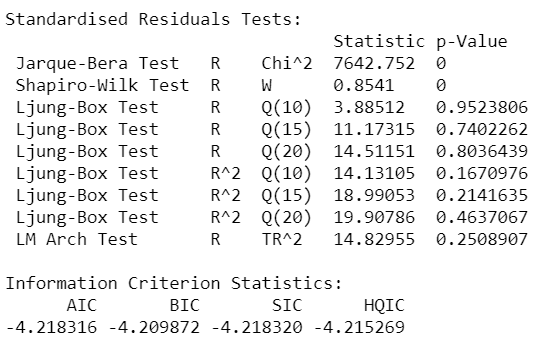 Standardised Residuals Tests:
                                Statistic p-Value
 Jarque-Bera Test   R    Chi^2  7642.752  0
 Shapiro-Wilk Test  R    W      0.8541    0
 Ljung-Box Test     R    Q(10)  3.88512   0.9523806
 Ljung-Box Test     R    Q(15)  11.17315  0.7402262
 Ljung-Box Test     R    Q(20)  14.51151  0.8036439
 Ljung-Box Test     R^2  Q(10)  14.13105  0.1670976
 Ljung-Box Test     R^2  Q(15)  18.99053  0.2141635
 Ljung-Box Test     R^2  Q(20)  19.90786  0.4637067
 LM Arch Test       R    TR^2   14.82955  0.2508907
Information Criterion Statistics:
      AIC       BIC       SIC      HQIC
-4.218316 -4.209872 -4.218320 -4.215269